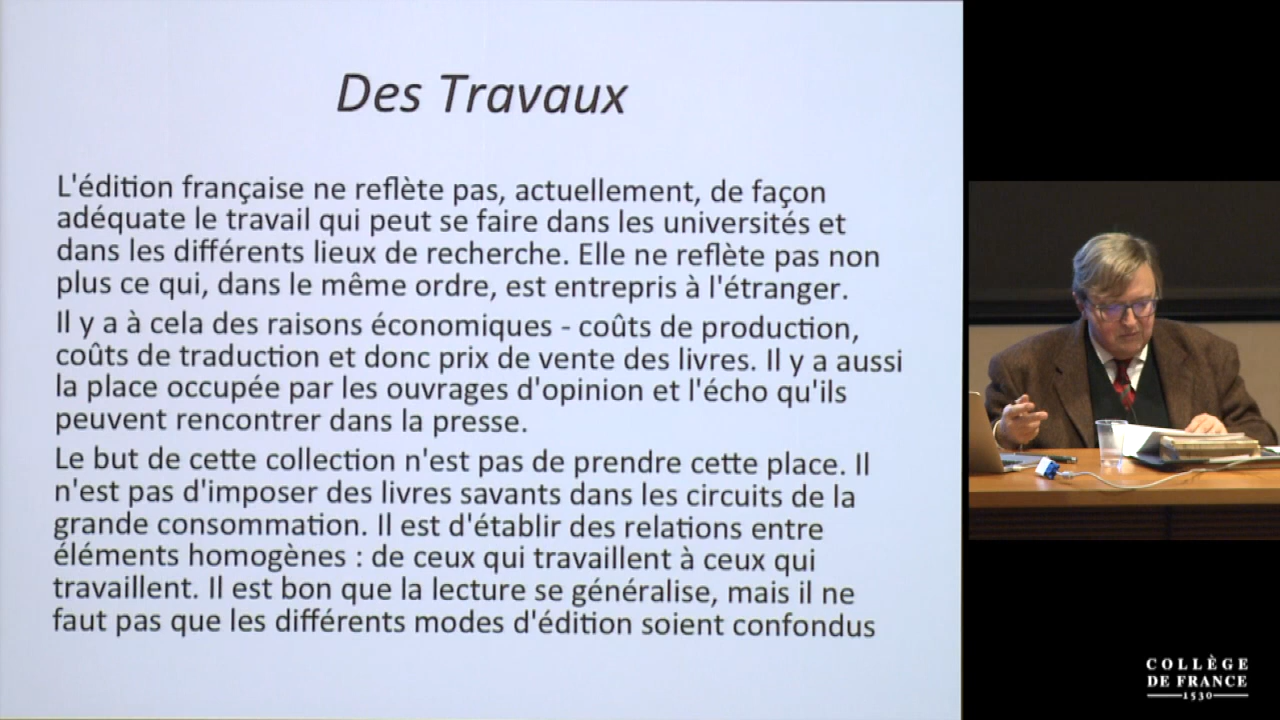 Des Travaux
L'édition française ne reflète pas, actuellement, de façon
adéquate le travail qui peut se faire dans les universités et
dans les différents lieux de recherche. Elle ne reflète pas non
plus ce qui, dans le même ordre, est entrepris à l'étranger.
Il y a à cela des raisons économiques - coûts de production,
coûts de traduction et donc prix de vente des livres. Il y a aussi
la place occupée par les ouvrages d'opinion et l'écho qu'ils
peuvent rencontrer dans la presse.
Le but de cette collection n'est pas de prendre cette place. Il
n'est pas d'imposer des livres savants dans les circuits de la
grande consommation. Il est d'établir des relations entre
éléments homogènes : de ceux qui travaillent à ceux qui
travaillent. Il est bon que la lecture se généralise, mais il ne
faut pas que les différents modes d'édition soient confondus
COLLÈGE
DE FRANCE
1530